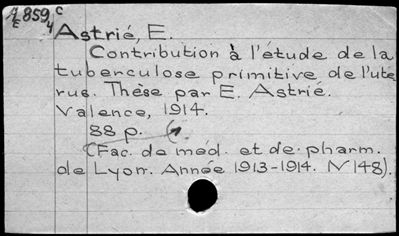 A859 C
E 4
Astrié, E.
Contribution à l'étude de la
tuberculose primitive de l'uté
rus. Thèse par E. Astrié.
Valence, 1914.
88 p.
(Fac. de méd. et de pharm.
de Lyon. Année 1913-1914. N 148).